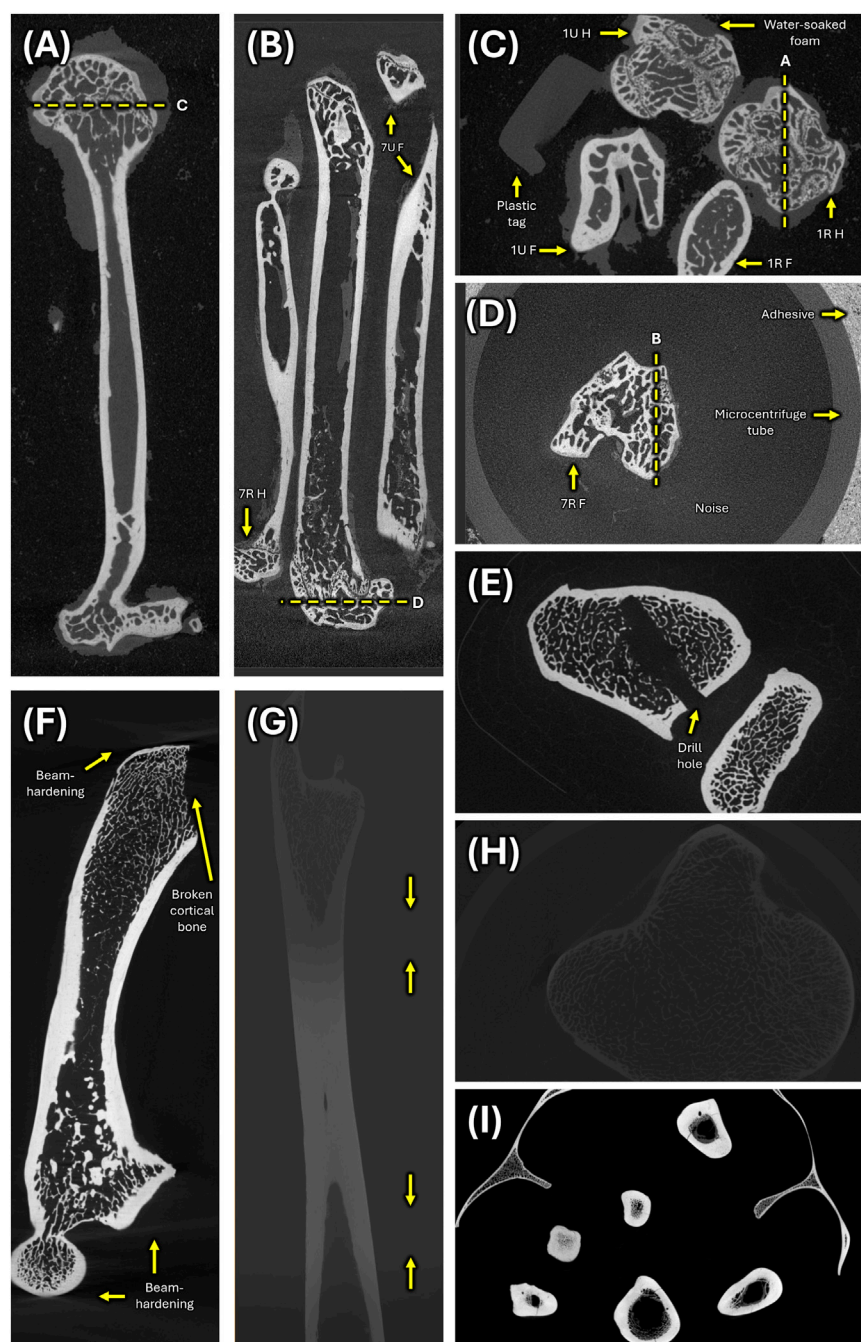 (A)
C
(B)
7U F
7R H
D
(C)
1U H
Water-soaked
foam
A
Plastic
tag
1U F
1R F
1R H
(D)
B
Adhesive
Microcentrifuge
tube
7R F
Noise
(E)
Drill
hole
(F)
Beam-
hardening
Broken
cortical
bone
Beam-
hardening
(G)
(H)
(I)